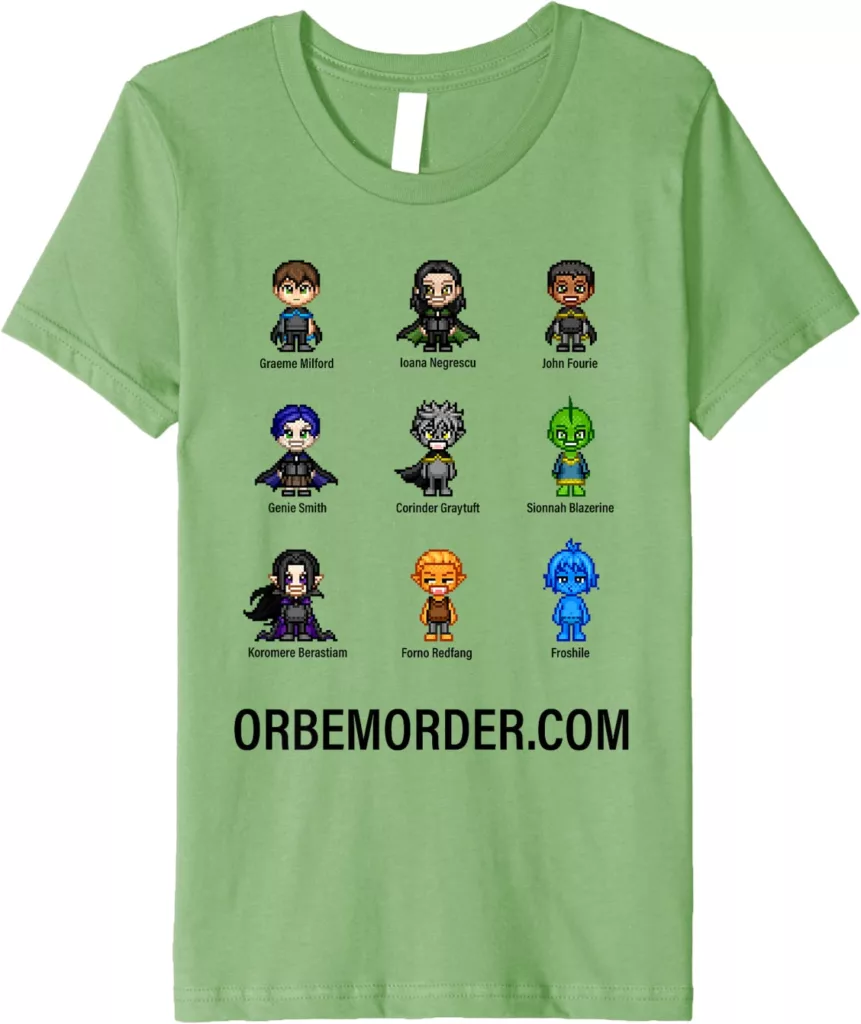 Graeme Milford
Ioana Negrescu
John Fourie
Genie Smith
Corinder Graytuft
Sionnah Blazerine
Koromere Berastiam
Forno Redfang
Froshile
ORBEMORDER.COM